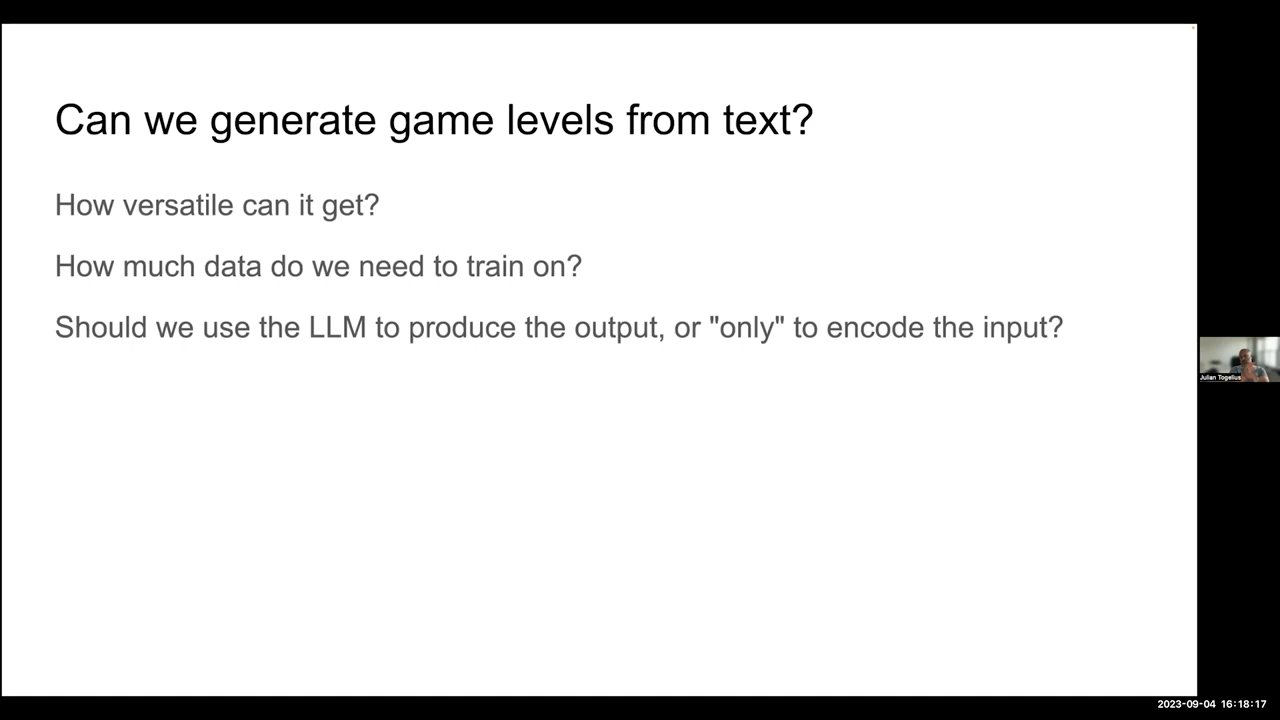 Can we generate game levels from text?
How versatile can it get?
How much data do we need to train on?
Should we use the LLM to produce the output, or "only" to encode the input?
Julian Togelius
2023-09-04 16:18:17